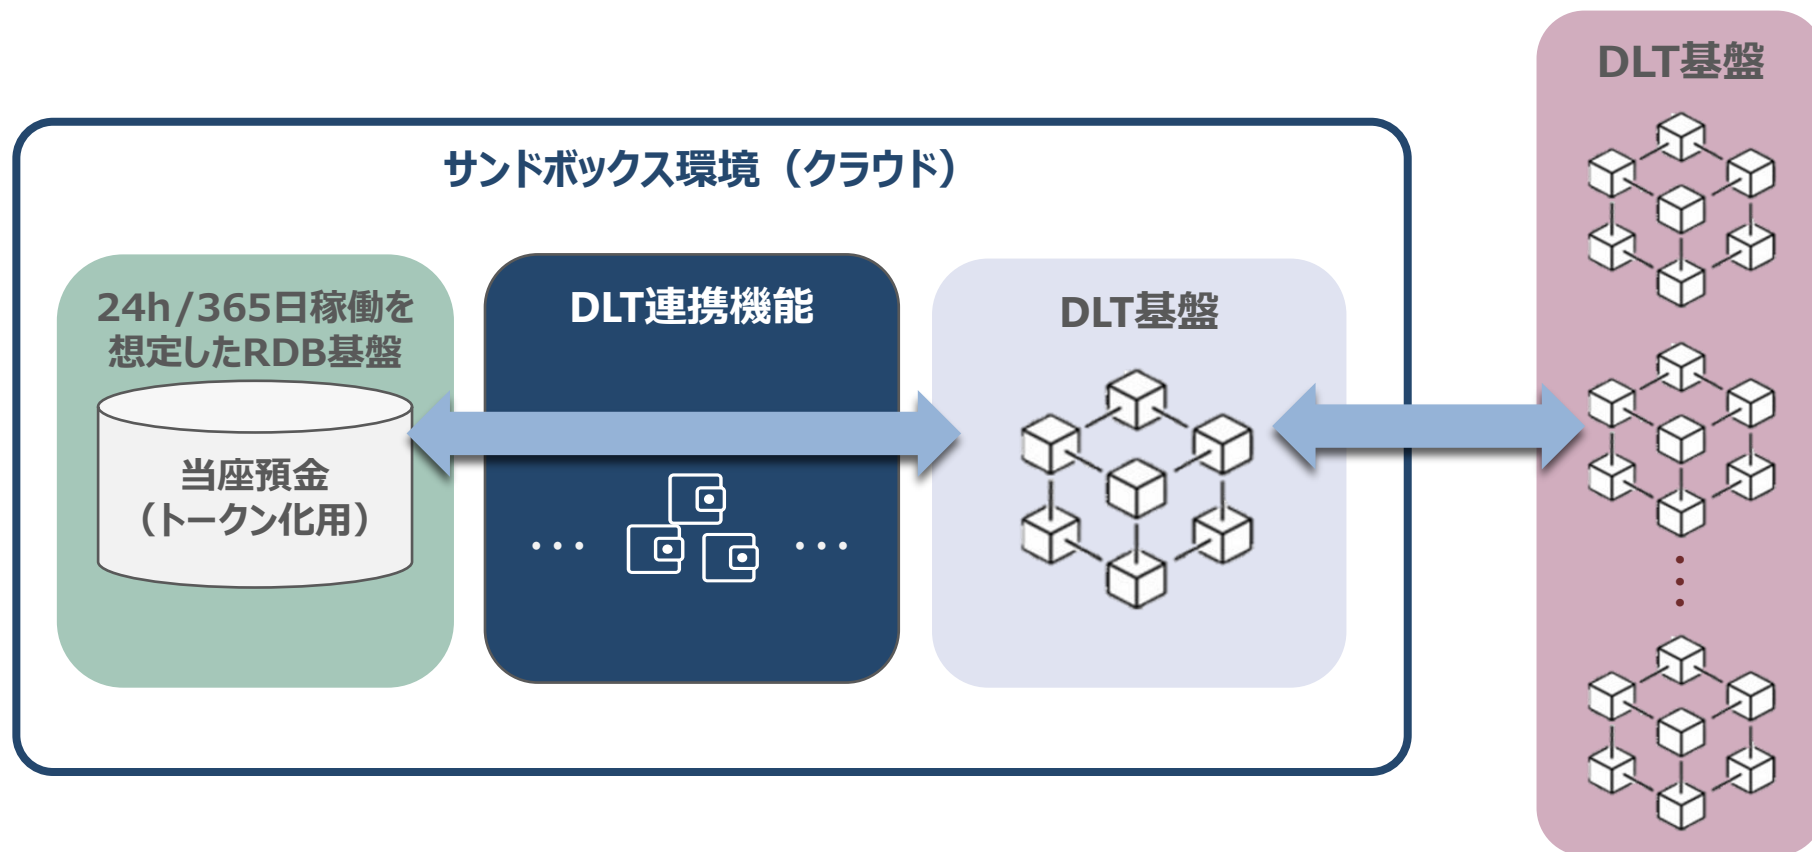 サンドボックス環境（クラウド）
24h/365日稼働を
想定したRDB基盤
当座預金
（トークン化用）
DLT連携機能
・・・
・・・
DLT基盤
DLT基盤